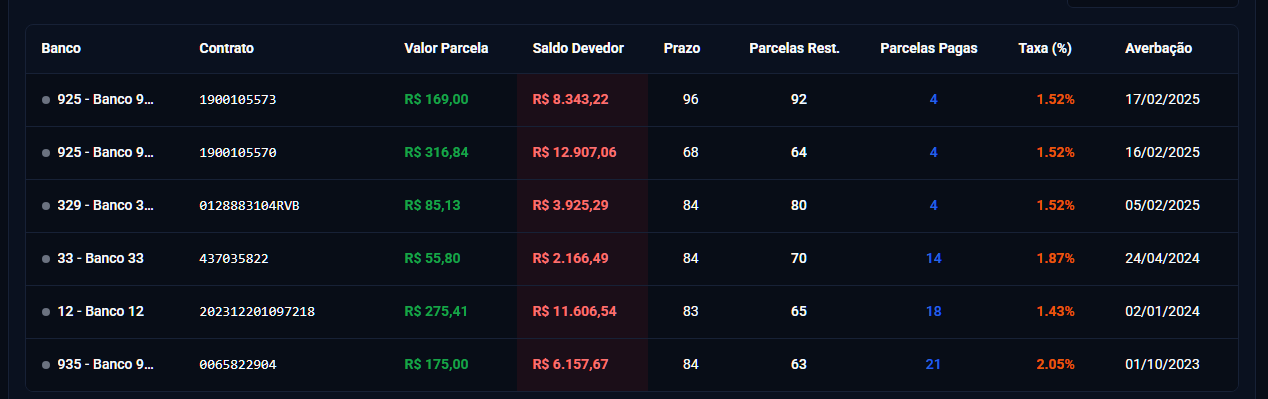 Banco Contrato Valor Parcela Saldo Devedor Prazo Parcelas Rest. Parcelas Pagas Taxa (%) Averbação
925 - Banco 9... 1900105573 R$ 169,00 R$ 8.343,22 96 92 4 1.52% 17/02/2025
925 - Banco 9... 1900105570 R$ 316,84 R$ 12.907,06 68 64 4 1.52% 16/02/2025
329 - Banco 3... 0128883104RVB R$ 85,13 R$ 3.925,29 84 80 4 1.52% 05/02/2025
33 - Banco 33 437035822 R$ 55,80 R$ 2.166,49 84 70 14 1.87% 24/04/2024
12 - Banco 12 202312201097218 R$ 275,41 R$ 11.606,54 83 65 18 1.43% 02/01/2024
935 - Banco 9... 0065822904 R$ 175,00 R$ 6.157,67 84 63 21 2.05% 01/10/2023